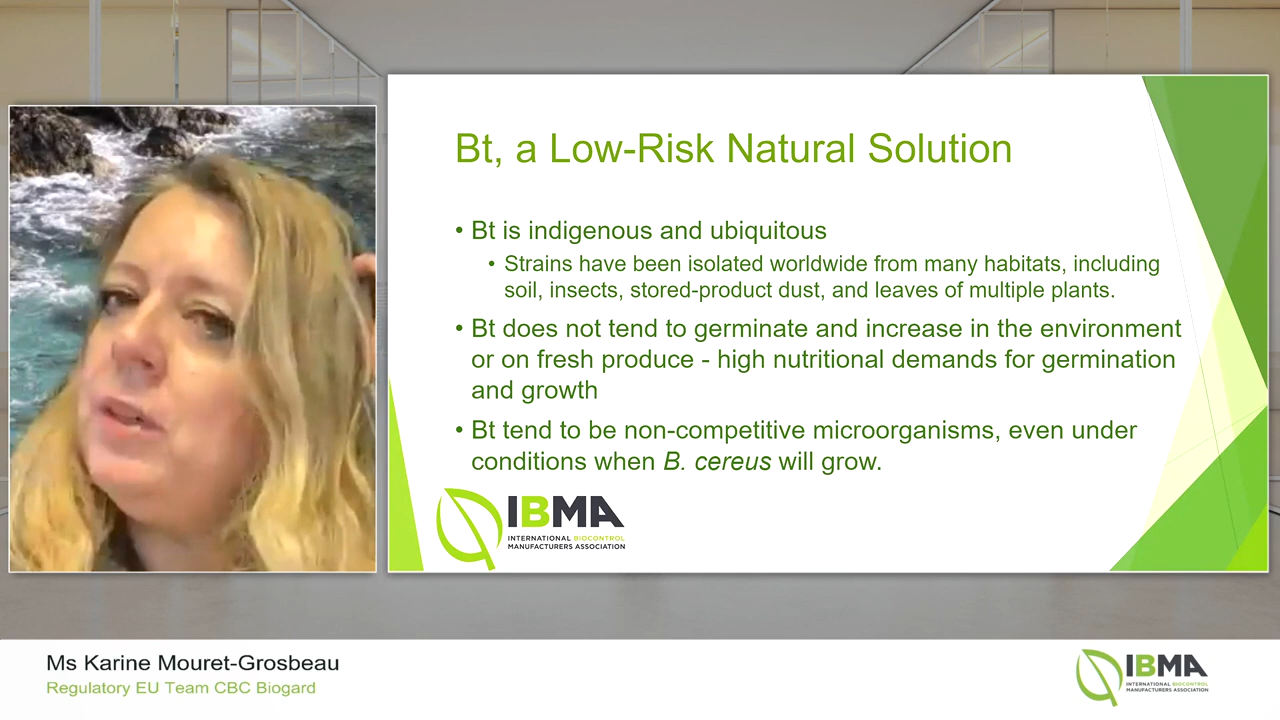 Bt, a Low-Risk Natural Solution
• Bt is indigenous and ubiquitous
• Strains have been isolated worldwide from many habitats, including
soil, insects, stored-product dust, and leaves of multiple plants.
• Bt does not tend to germinate and increase in the environment
or on fresh produce - high nutritional demands for germination
and growth
• Bt tend to be non-competitive microorganisms, even under
conditions when B. cereus will grow.
IBMA
INTERNATIONAL BIOCONTROL
MANUFACTURERS ASSOCIATION
Ms Karine Mouret-Grosbeau
Regulatory EU Team CBC Biogard
IBMA
INTERNATIONAL BIOCONTROL
MANUFACTURERS ASSOCIATION